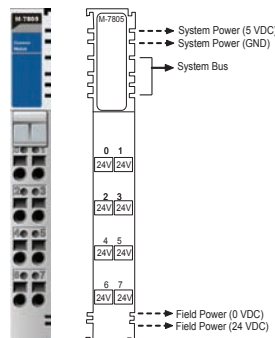 M-7805
M-7805
System Power (5 VDC)
System Power (GND)
System Bus
0 1
24V 24V
2 3
24V 24V
4 5
24V 24V
6 7
24V 24V
Field Power (0 VDC)
Field Power (24 VDC)